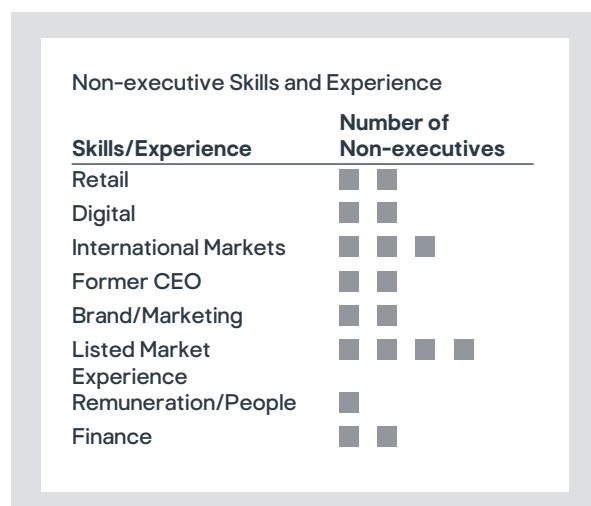 Non-executive Skills and Experience
Number of
Skills/Experience Non-executives
Retail
Digital
International Markets
Former CEO
Brand/Marketing
Listed Market
Experience
Remuneration/People
Finance